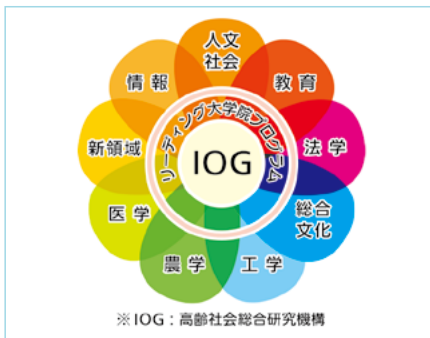 人文
社会
教育
法学
総合
文化
工学
農学
医学
新領域
情報
リーディング大学院プログラム
IOG
※IOG：高齢社会総合研究機構